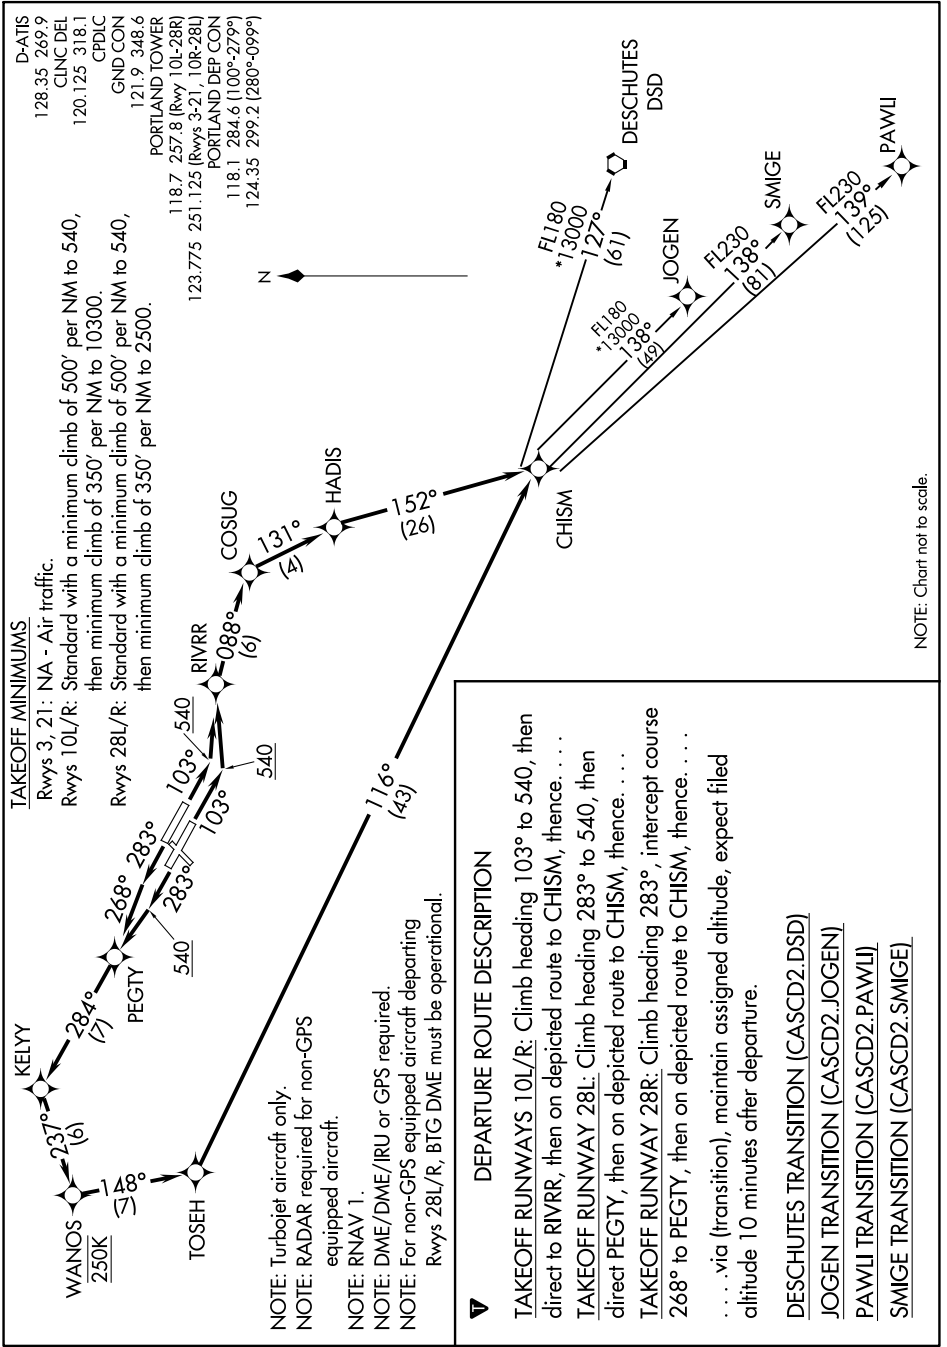 D-ATIS
128.35 269.9
CLNC DEL
120.125 318.1
CPDLC
GND CON
121.9 348.6
PORTLAND TOWER
118.7 257.8 (Rwy 10L-28R)
123.775 251.125 (Rwys 3-21, 10R-28L)
PORTLAND DEP CON
118.1 284.6 (100°-279°)
124.35 299.2 (280°-099°)
TAKEOFF MINIMUMS
Rwys 3, 21: NA - Air traffic.
Rwys 10L/R: Standard with a minimum climb of 500' per NM to 540,
then minimum climb of 350' per NM to 10300.
Rwys 28L/R: Standard with a minimum climb of 500' per NM to 540,
then minimum climb of 350' per NM to 2500.
N
KELYY
237°
(6)
WANOS
250K
148°
(7)
TOSEH
284°
(7)
PEGTY
268°
283°
283°
540
103°
103°
540
540
RIVRR
088°
(6)
COSUG
131°
(4)
HADIS
152°
(26)
116°
(43)
CHISM
FL180
*13000
127°
(61)
DESCHUTES
DSD
FL180
*13000
138°
(49)
JOGEN
FL230
138°
(81)
SMIGE
FL230
139°
(125)
PAWLI
NOTE: Turbojet aircraft only.
NOTE: RADAR required for non-GPS
equipped aircraft.
NOTE: RNAV 1.
NOTE: DME/DME/IRU or GPS required.
NOTE: For non-GPS equipped aircraft departing
Rwys 28L/R, BTG DME must be operational.
NOTE: Chart not to scale.
T
DEPARTURE ROUTE DESCRIPTION
TAKEOFF RUNWAYS 10L/R: Climb heading 103° to 540, then
direct to RIVRR, then on depicted route to CHISM, thence. . . .
TAKEOFF RUNWAY 28L: Climb heading 283° to 540, then
direct PEGTY, then on depicted route to CHISM, thence. . . .
TAKEOFF RUNWAY 28R: Climb heading 283°, intercept course
268° to PEGTY, then on depicted route to CHISM, thence. . . .
. . . .via (transition), maintain assigned altitude, expect filed
altitude 10 minutes after departure.
DESCHUTES TRANSITION (CASCD2.DSD)
JOGEN TRANSITION (CASCD2.JOGEN)
PAWLI TRANSITION (CASCD2.PAWLI)
SMIGE TRANSITION (CASCD2.SMIGE)